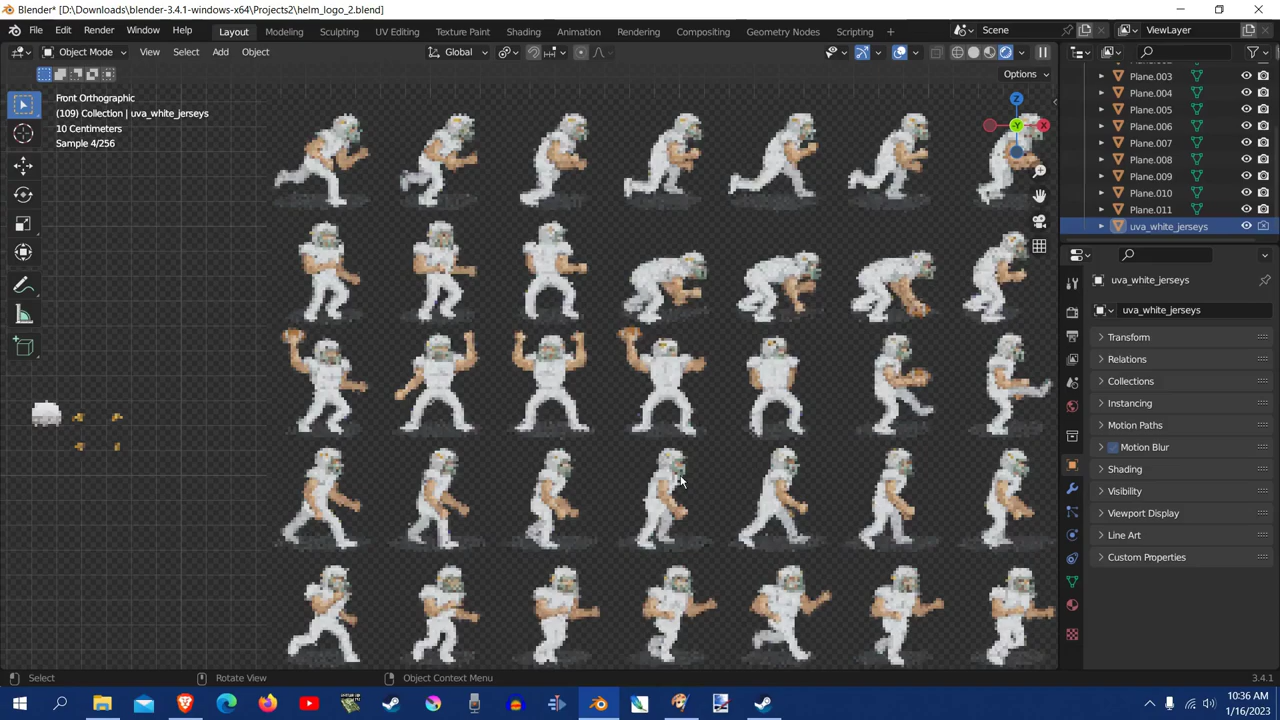 Blender* [D:\Downloads\blender-3.4.1-windows-x64\Projects2\helm_logo_2.blend]
File Edit Render Window Help Layout Modeling Sculpting UV Editing Texture Paint Shading Animation Rendering Compositing Geometry Nodes Scripting + Scene ViewLayer
Object Mode View Select Add Object Global
Options
Front Orthographic
(109) Collection | uva_white_jerseys
10 Centimeters
Sample 4/256
Z
-Y
X
Plane.003
Plane.004
Plane.005
Plane.006
Plane.007
Plane.008
Plane.009
Plane.010
Plane.011
uva_white_jerseys
uva_white_jerseys
uva_white_jerseys
Transform
Relations
Collections
Instancing
Motion Paths
Motion Blur
Shading
Visibility
Viewport Display
Line Art
Custom Properties
Select Rotate View Object Context Menu 3.4.1
10:36 AM
1/16/2023